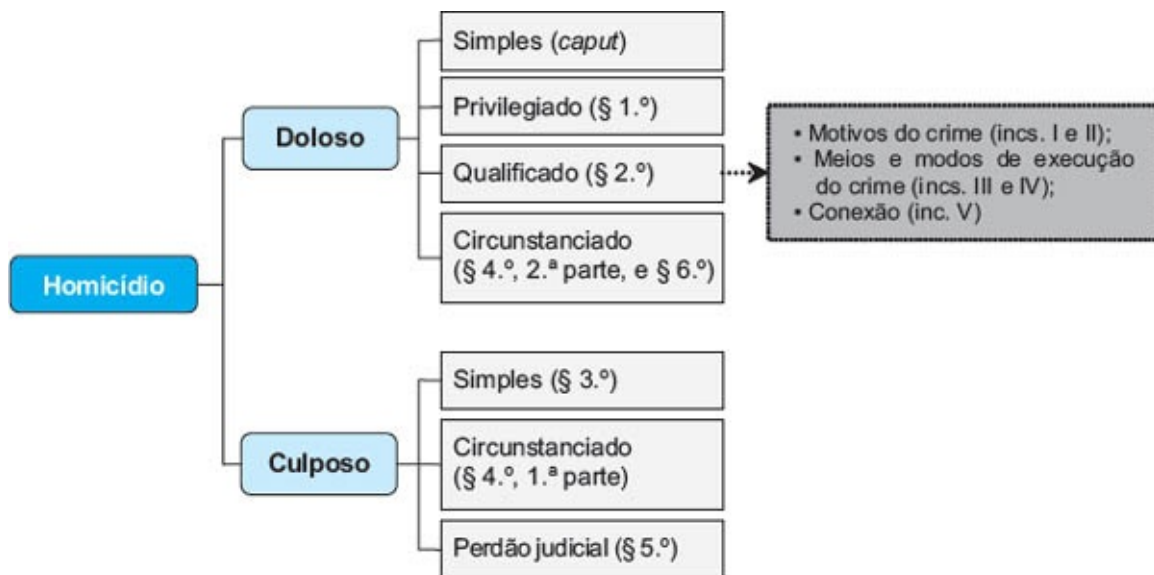 Homicídio
Doloso
Simples (caput)
Privilegiado (§ 1.º)
Qualificado (§ 2.º)
• Motivos do crime (incs. I e II);
• Meios e modos de execução
do crime (incs. III e IV);
• Conexão (inc. V)
Circunstanciado
(§ 4.º, 2.ª parte, e § 6.º)
Culposo
Simples (§ 3.º)
Circunstanciado
(§ 4.º, 1.ª parte)
Perdão judicial (§ 5.º)